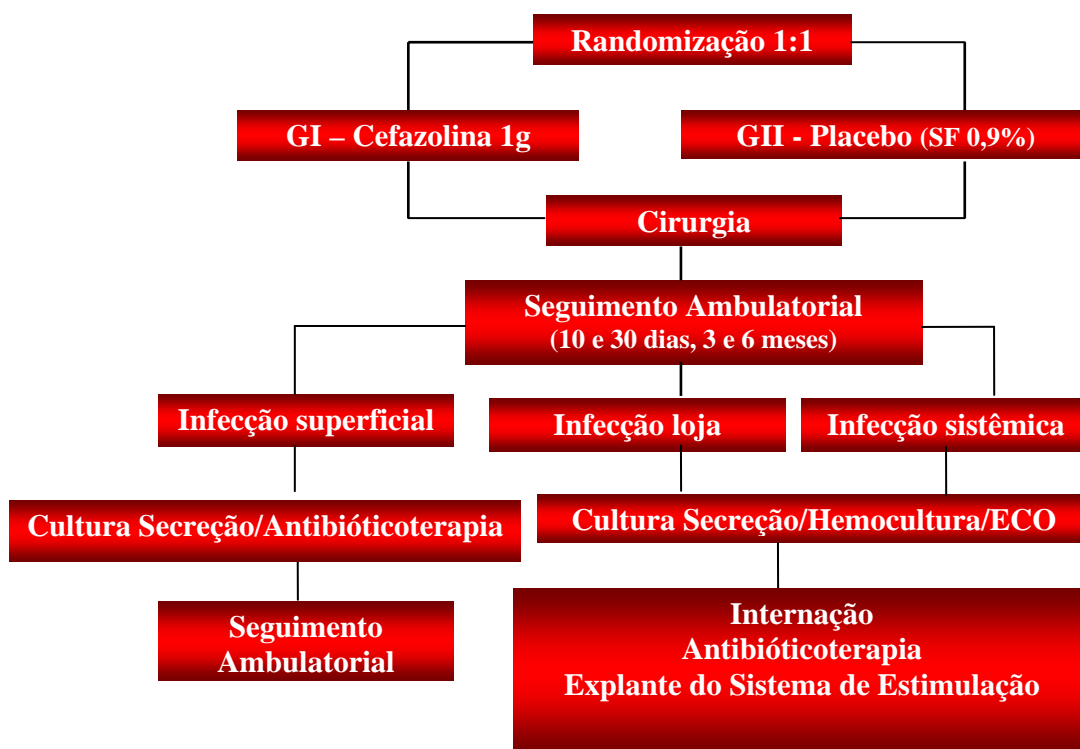 Randomização 1:1
GI – Cefazolina 1g
GII - Placebo (SF 0,9%)
Cirurgia
Seguimento Ambulatorial
(10 e 30 dias, 3 e 6 meses)
Infecção superficial
Infecção loja
Infecção sistêmica
Cultura Secreção/Antibióticoterapia
Cultura Secreção/Hemocultura/ECO
Seguimento
Ambulatorial
Internação
Antibióticoterapia
Explante do Sistema de Estimulação